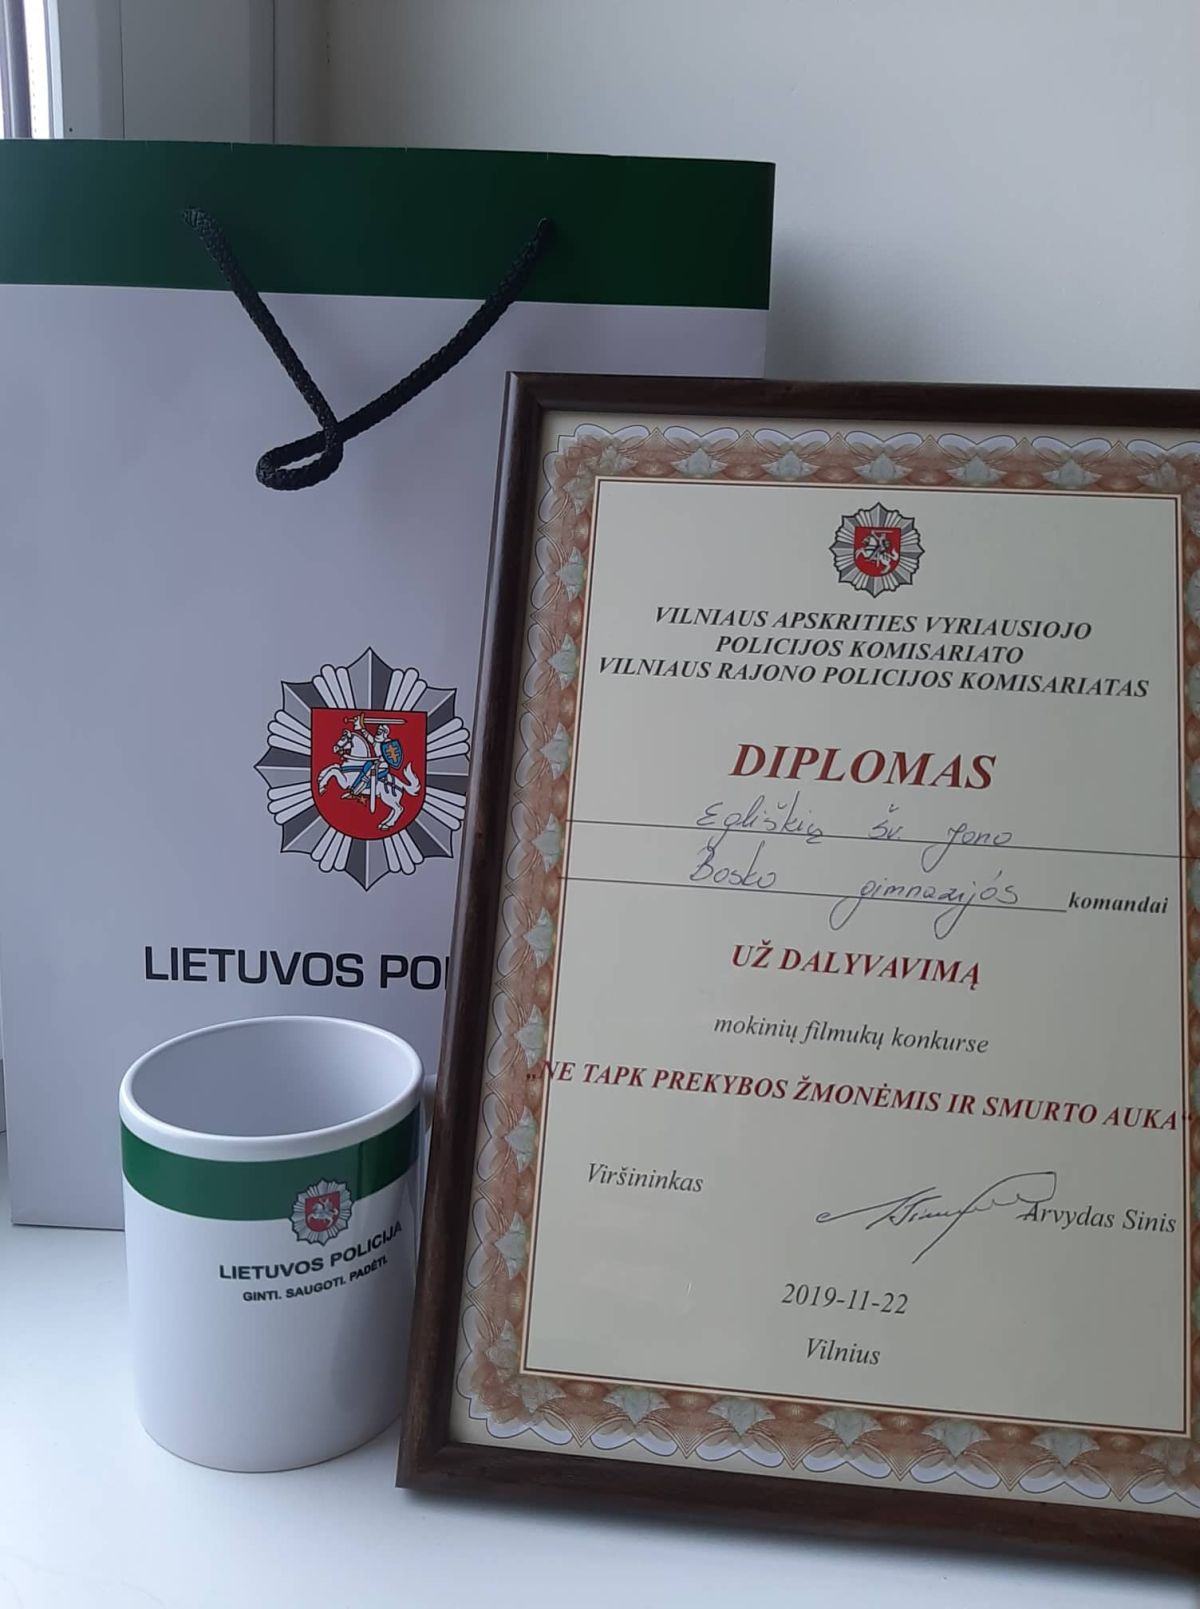 VILNIAUS APSKRITIES VYRIAUSIOJO
POLICIJOS KOMISARIATO
VILNIAUS RAJONO POLICIJOS KOMISARIATAS
DIPLOMAS
Egliškių šv. Jono
Bosko gimnazijos komandai
UŽ DALYVAVIMĄ
mokinių filmukų konkurse
„NE TAPK PREKYBOS ŽMONĖMIS IR SMURTO AUKA“
Viršininkas Arvydas Sinis
2019-11-22
Vilnius
LIETUVOS PO
LIETUVOS POLICIJA
GINTI. SAUGOTI. PADĖTI.